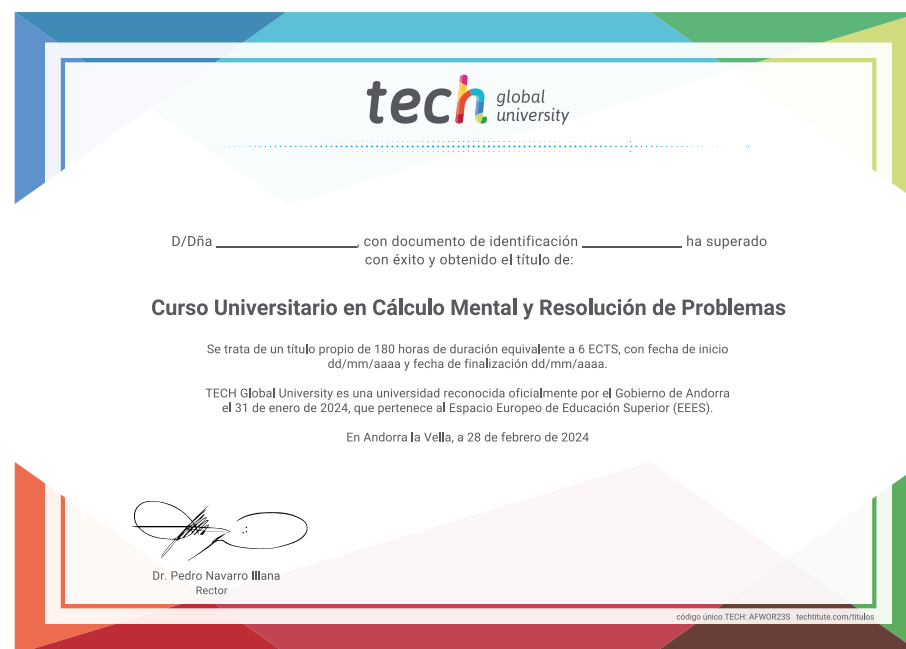 tech global university
D/Dña ______________, con documento de identificación __________ ha superado
con éxito y obtenido el título de:
Curso Universitario en Cálculo Mental y Resolución de Problemas
Se trata de un título propio de 180 horas de duración equivalente a 6 ECTS, con fecha de inicio
dd/mm/aaaa y fecha de finalización dd/mm/aaaa.
TECH Global University es una universidad reconocida oficialmente por el Gobierno de Andorra
el 31 de enero de 2024, que pertenece al Espacio Europeo de Educación Superior (EEES).
En Andorra la Vella, a 28 de febrero de 2024
Dr. Pedro Navarro Illana
Rector
código único TECH: AFWOR23S techtitute.com/titulos